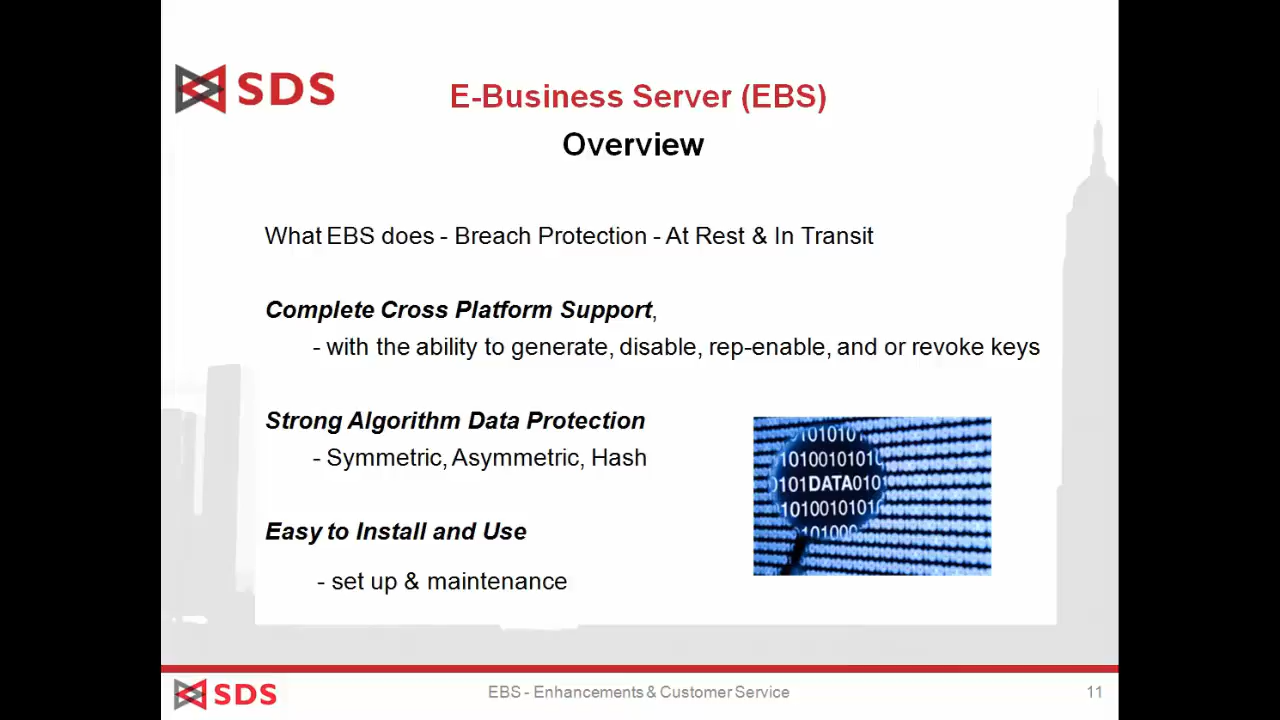 SDS
E-Business Server (EBS)
Overview
What EBS does - Breach Protection - At Rest & In Transit
Complete Cross Platform Support,
- with the ability to generate, disable, rep-enable, and or revoke keys
Strong Algorithm Data Protection
- Symmetric, Asymmetric, Hash
101010
1010010101
0101DATA010
1010010101
101000
Easy to Install and Use
- set up & maintenance
SDS
EBS - Enhancements & Customer Service
11